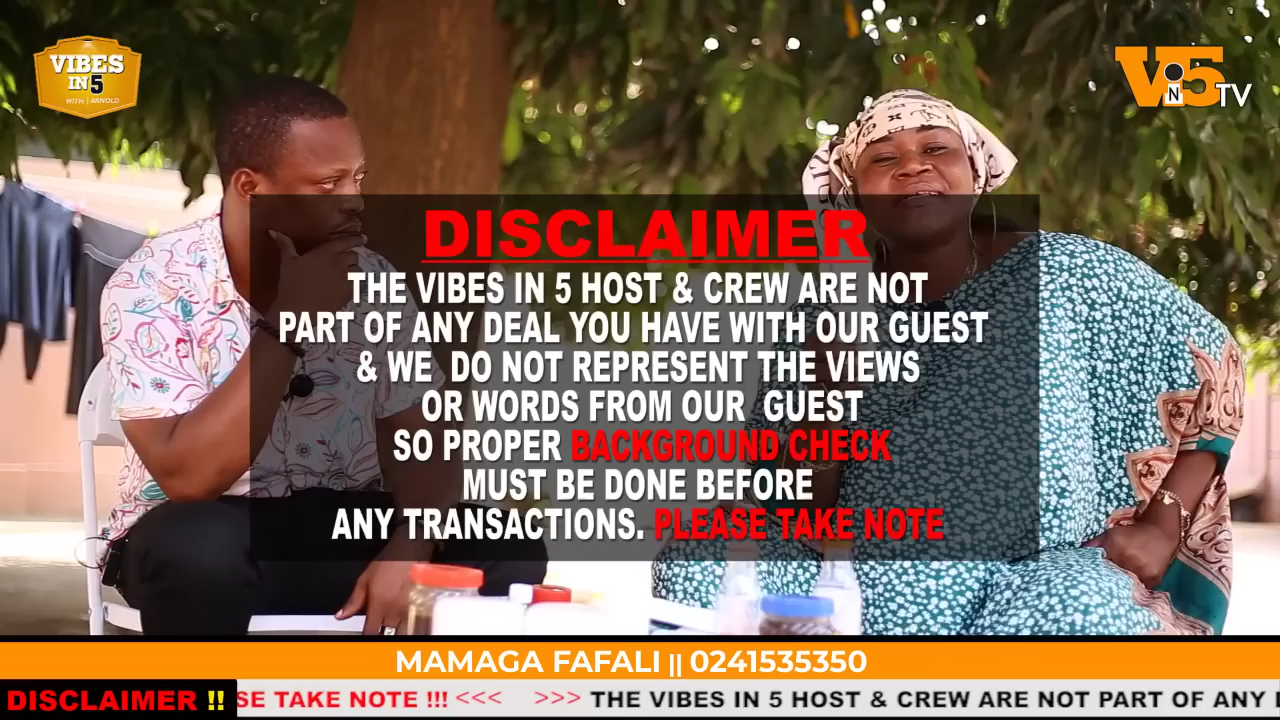 VIBES
IN 5
WITH | ARNOLD
V
IN
5
TV
DISCLAIMER
THE VIBES IN 5 HOST & CREW ARE NOT
PART OF ANY DEAL YOU HAVE WITH OUR GUEST
& WE DO NOT REPRESENT THE VIEWS
OR WORDS FROM OUR GUEST
SO PROPER BACKGROUND CHECK
MUST BE DONE BEFORE
ANY TRANSACTIONS. PLEASE TAKE NOTE
MAMAGA FAFALI || 0241535350
DISCLAIMER !! SE TAKE NOTE !!! <<< >>> THE VIBES IN 5 HOST & CREW ARE NOT PART OF ANY